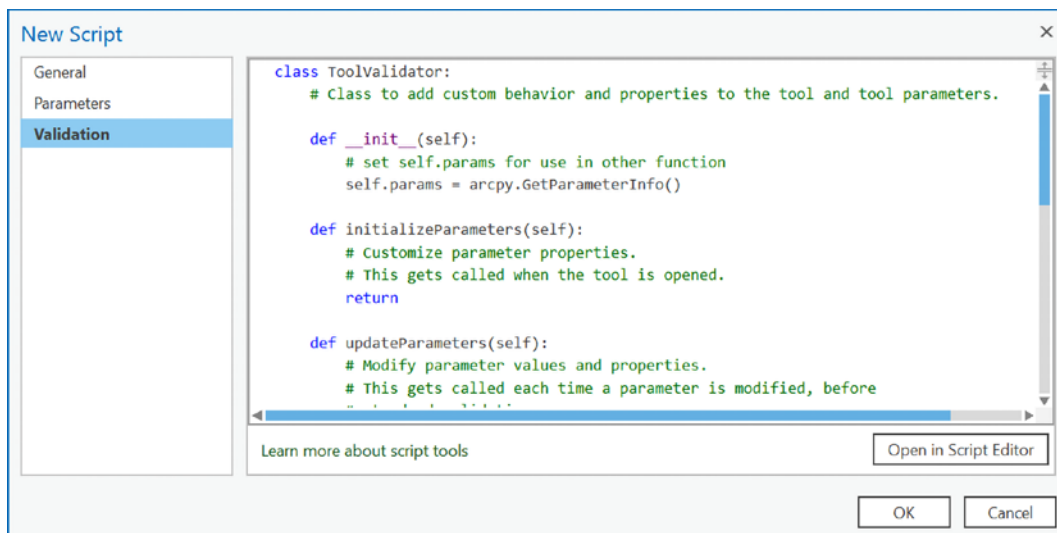 New Script
General
Parameters
Validation
class ToolValidator:
# Class to add custom behavior and properties to the tool and tool parameters.
def __init__(self):
# set self.params for use in other function
self.params = arcpy.GetParameterInfo()
def initializeParameters(self):
# Customize parameter properties.
# This gets called when the tool is opened.
return
def updateParameters(self):
# Modify parameter values and properties.
# This gets called each time a parameter is modified, before
Learn more about script tools
Open in Script Editor
OK
Cancel